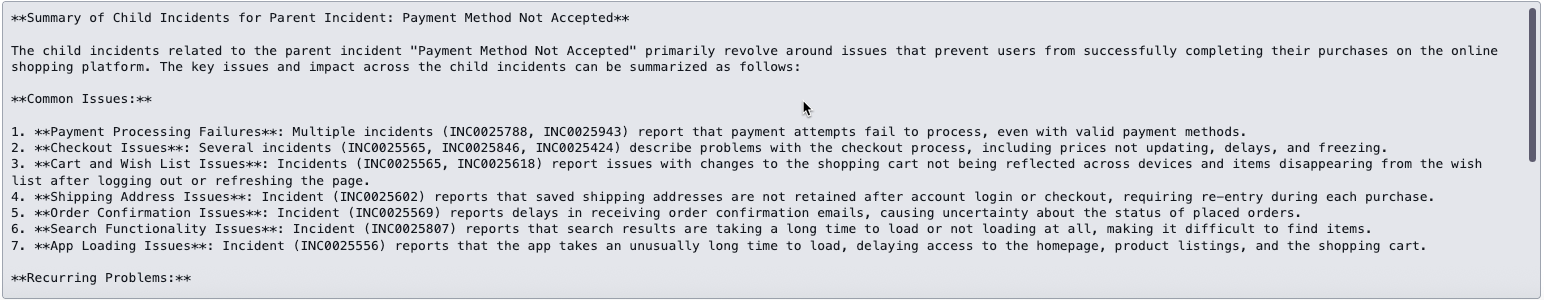 **Summary of Child Incidents for Parent Incident: Payment Method Not Accepted**
The child incidents related to the parent incident "Payment Method Not Accepted" primarily revolve around issues that prevent users from successfully completing their purchases on the online
shopping platform. The key issues and impact across the child incidents can be summarized as follows:
**Common Issues:**
1. **Payment Processing Failures**: Multiple incidents (INC0025788, INC0025943) report that payment attempts fail to process, even with valid payment methods.
2. **Checkout Issues**: Several incidents (INC0025565, INC0025846, INC0025424) describe problems with the checkout process, including prices not updating, delays, and freezing.
3. **Cart and Wish List Issues**: Incidents (INC0025565, INC0025618) report issues with changes to the shopping cart not being reflected across devices and items disappearing from the wish
list after logging out or refreshing the page.
4. **Shipping Address Issues**: Incident (INC0025602) reports that saved shipping addresses are not retained after account login or checkout, requiring re-entry during each purchase.
5. **Order Confirmation Issues**: Incident (INC0025569) reports delays in receiving order confirmation emails, causing uncertainty about the status of placed orders.
6. **Search Functionality Issues**: Incident (INC0025807) reports that search results are taking a long time to load or not loading at all, making it difficult to find items.
7. **App Loading Issues**: Incident (INC0025556) reports that the app takes an unusually long time to load, delaying access to the homepage, product listings, and the shopping cart.
**Recurring Problems:**